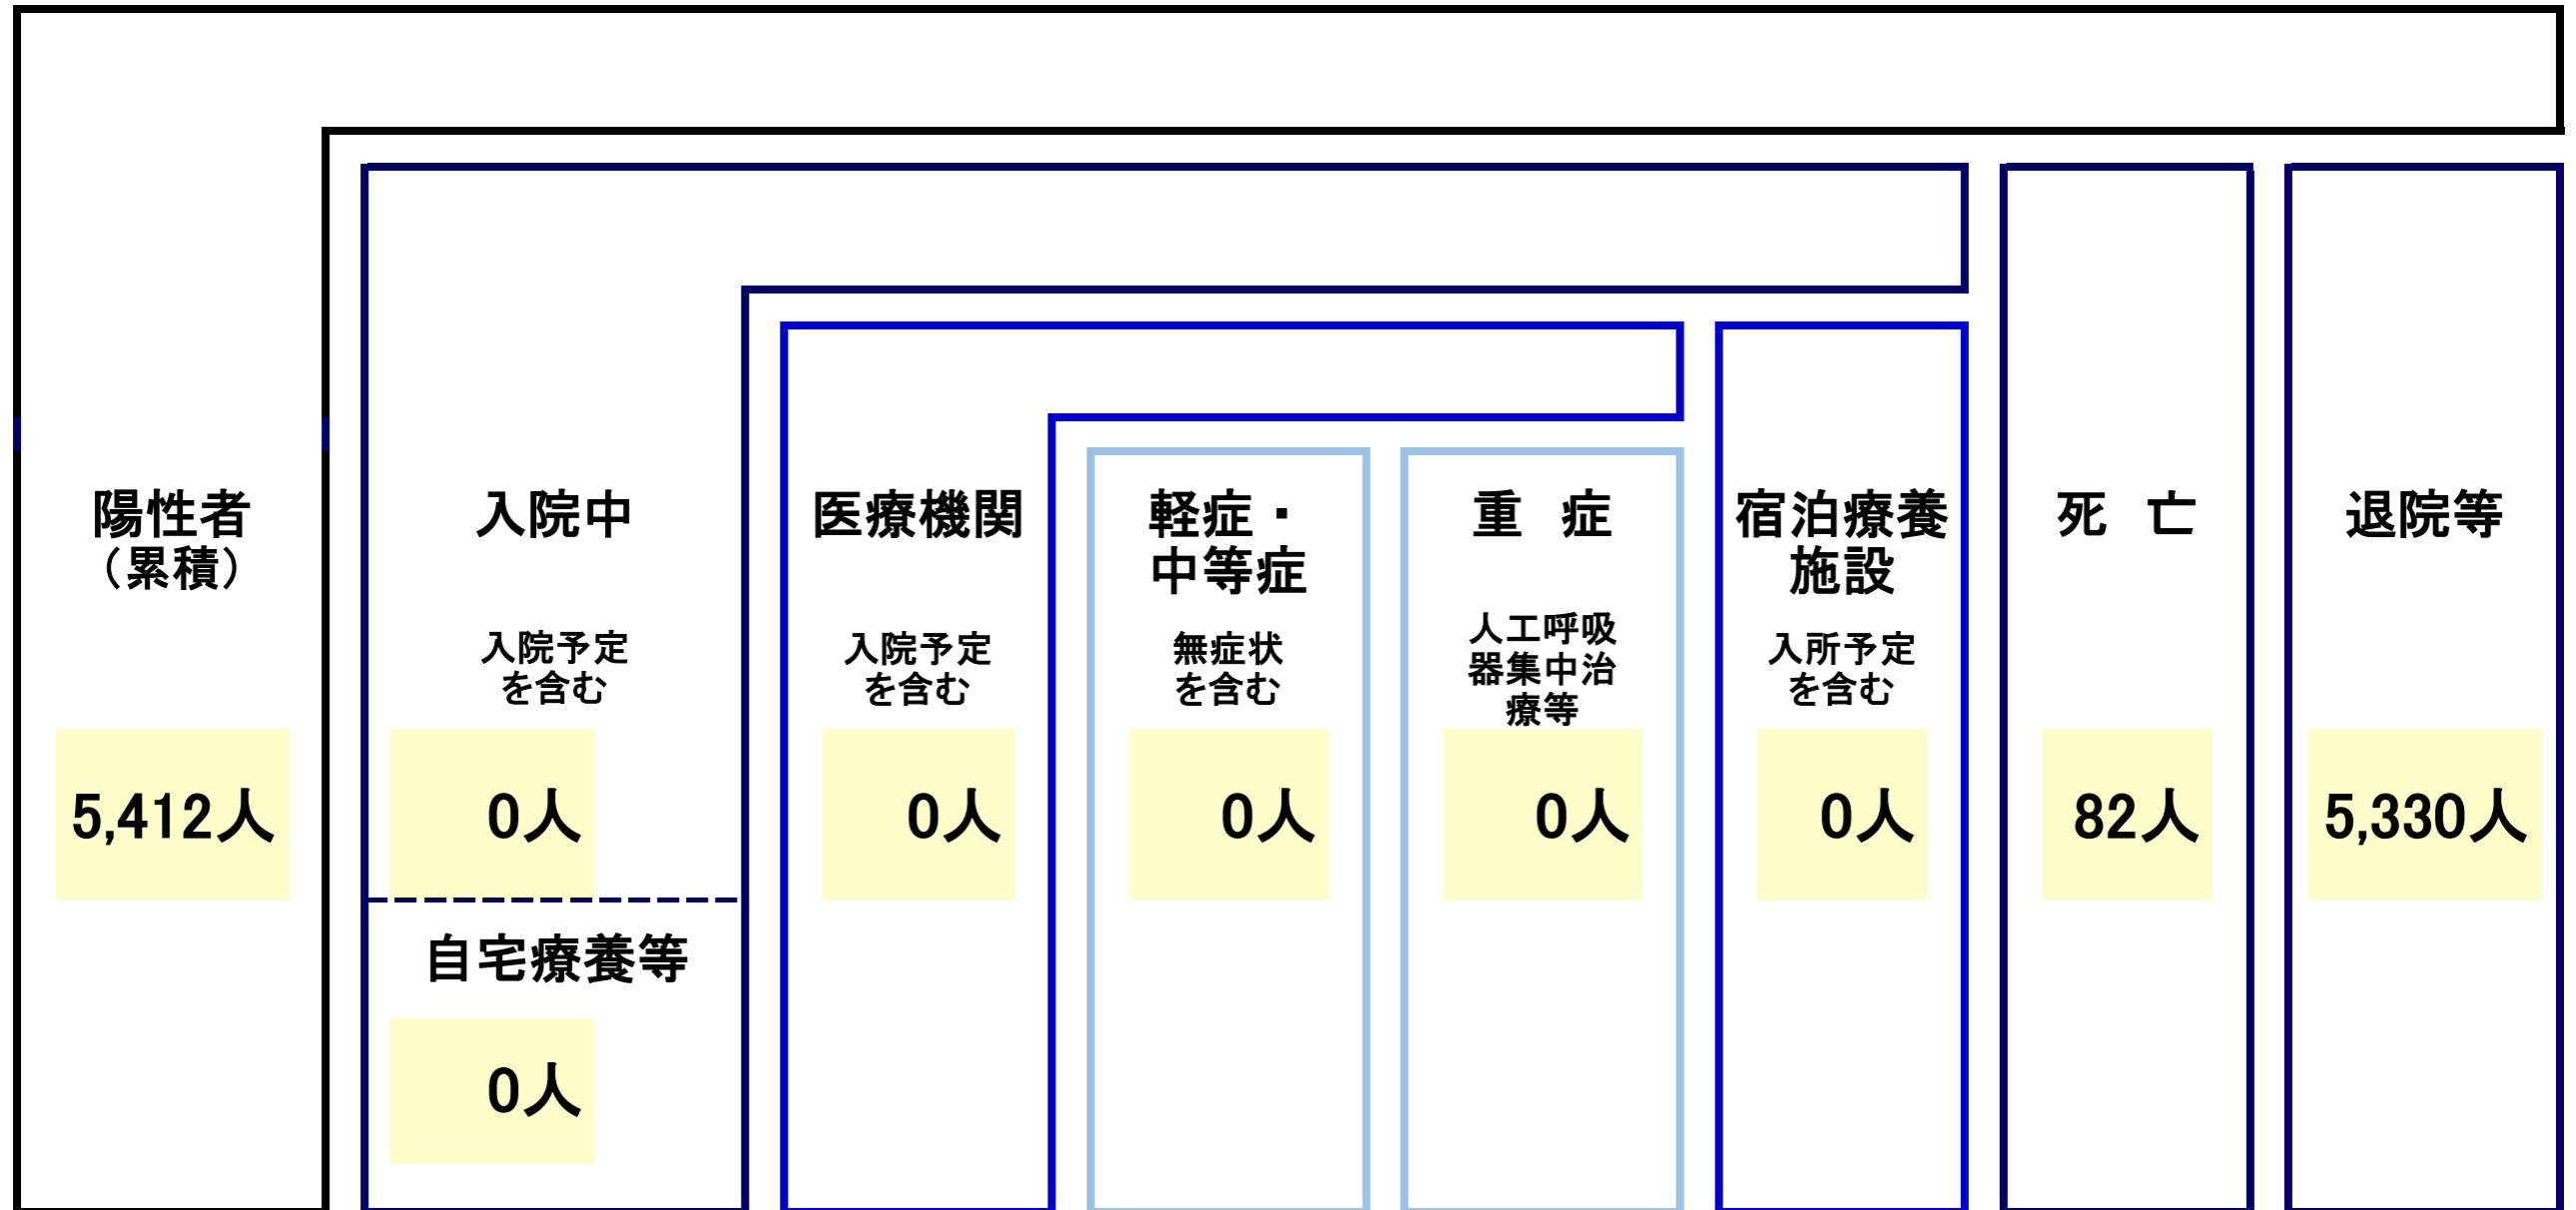 陽性者
（累積）
5,412人
入院中
入院予定
を含む
0人
自宅療養等
0人
医療機関
入院予定
を含む
0人
軽症・
中等症
無症状
を含む
0人
重 症
人工呼吸
器集中治
療等
0人
宿泊療養
施設
入所予定
を含む
0人
死 亡
82人
退院等
5,330人